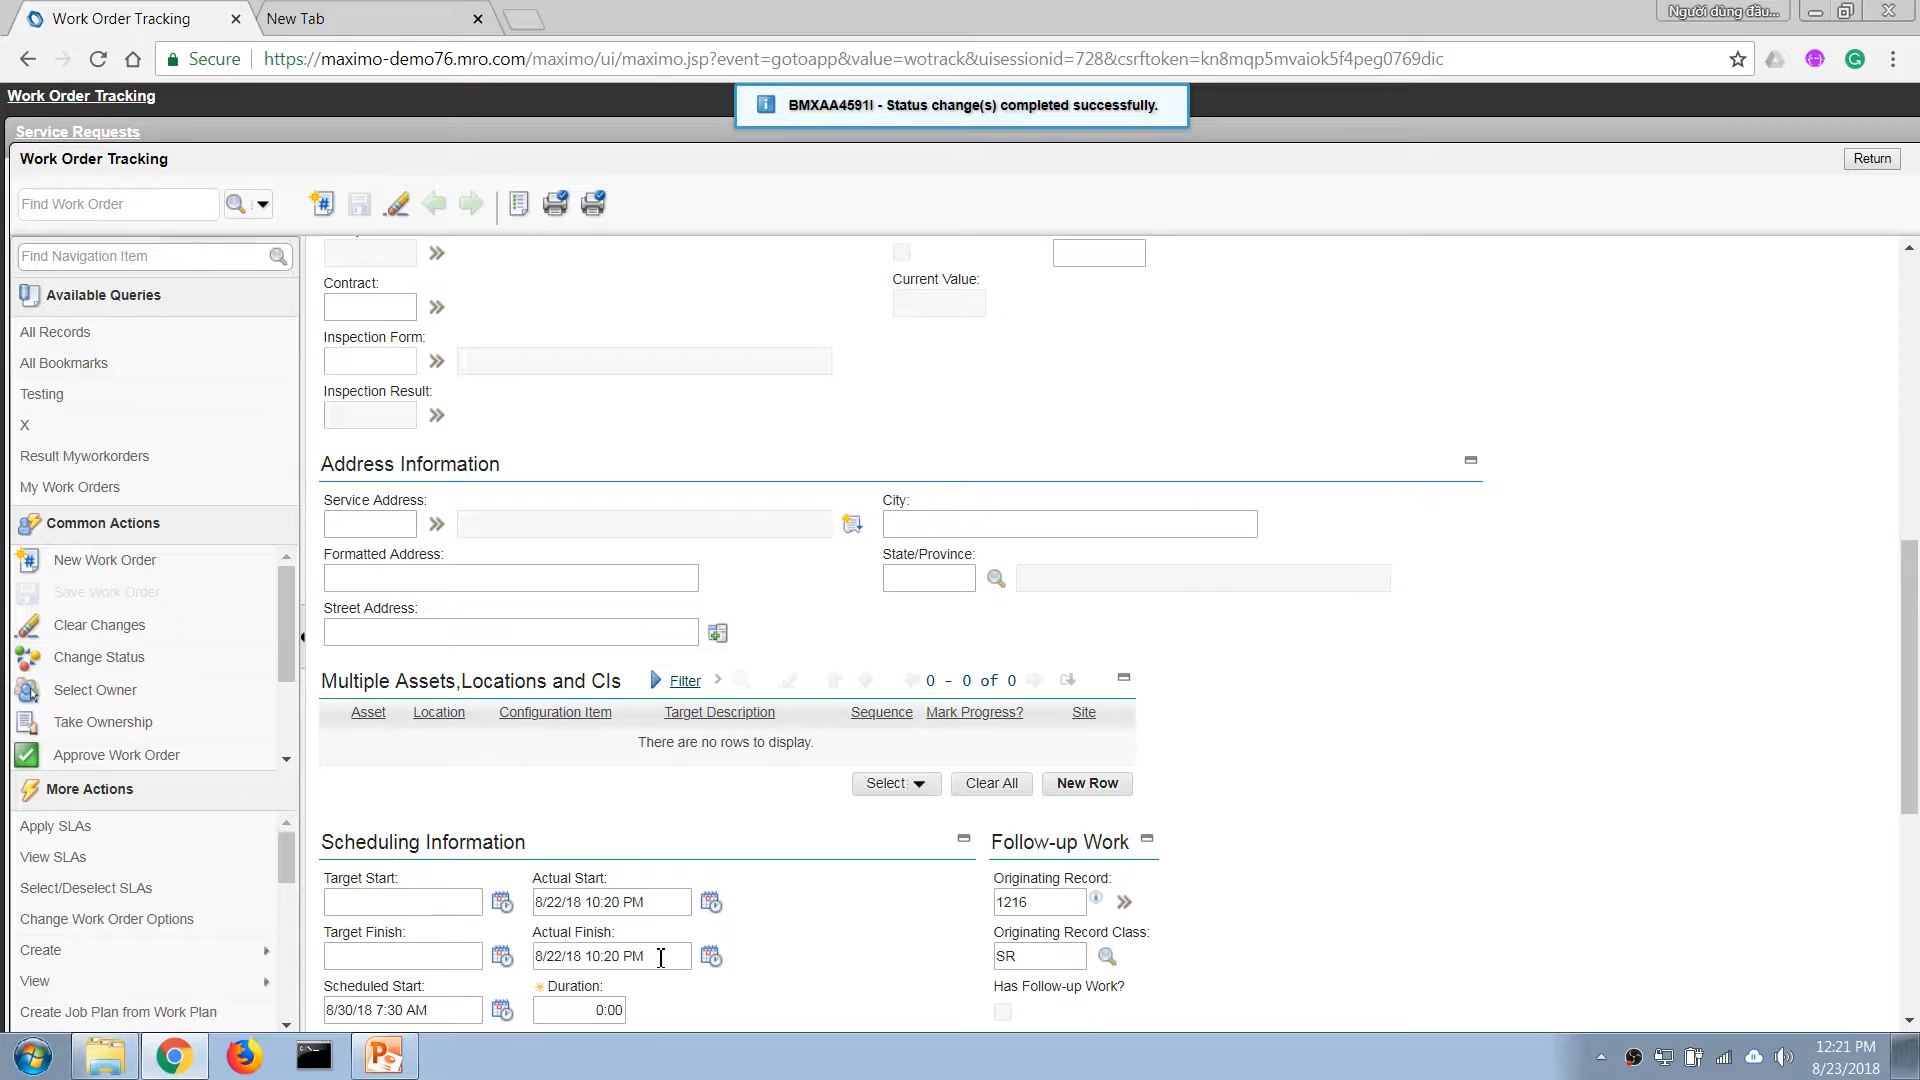 Work Order Tracking
New Tab
Người dùng đầu...
Secure
https://maximo-demo76.mro.com/maximo/ui/maximo.jsp?event=gotoapp&value=wotrack&uisessionid=728&csrftoken=kn8mqp5mvaiok5f4peg0769dic
Work Order Tracking
BMXAA4591I - Status change(s) completed successfully.
Service Requests
Work Order Tracking
Return
Find Work Order
Find Navigation Item
Available Queries
All Records
All Bookmarks
Testing
X
Result Myworkorders
My Work Orders
Common Actions
New Work Order
Save Work Order
Clear Changes
Change Status
Select Owner
Take Ownership
Approve Work Order
More Actions
Apply SLAs
View SLAs
Select/Deselect SLAs
Change Work Order Options
Create
View
Create Job Plan from Work Plan
Contract:
Current Value:
Inspection Form:
Inspection Result:
Address Information
Service Address:
City:
Formatted Address:
State/Province:
Street Address:
Multiple Assets,Locations and CIs
Filter
0 - 0 of 0
Asset Location Configuration Item Target Description Sequence Mark Progress? Site
There are no rows to display.
Select
Clear All
New Row
Scheduling Information
Follow-up Work
Target Start:
Actual Start:
8/22/18 10:20 PM
Originating Record:
1216
Target Finish:
Actual Finish:
8/22/18 10:20 PM
Originating Record Class:
SR
Scheduled Start:
8/30/18 7:30 AM
Duration:
0:00
Has Follow-up Work?
12:21 PM
8/23/2018